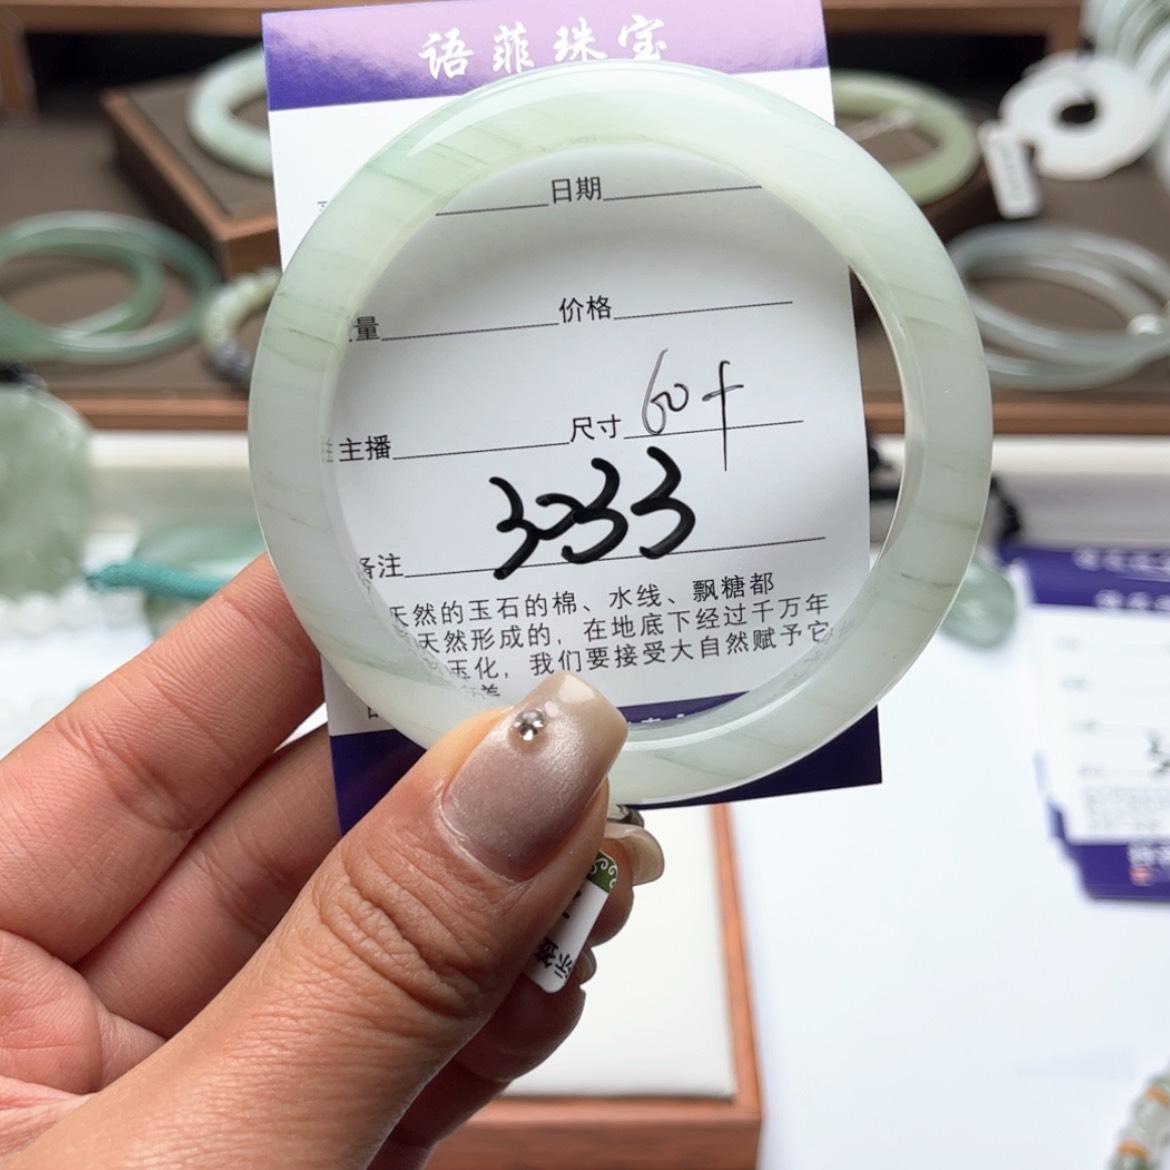 语菲珠宝
日期
量 价格
主播 尺寸 60+
3033
备注
天然的玉石的棉、水线、飘糖都
天然形成的，在地底下经过千万年
玉化，我们要接受大自然赋予它